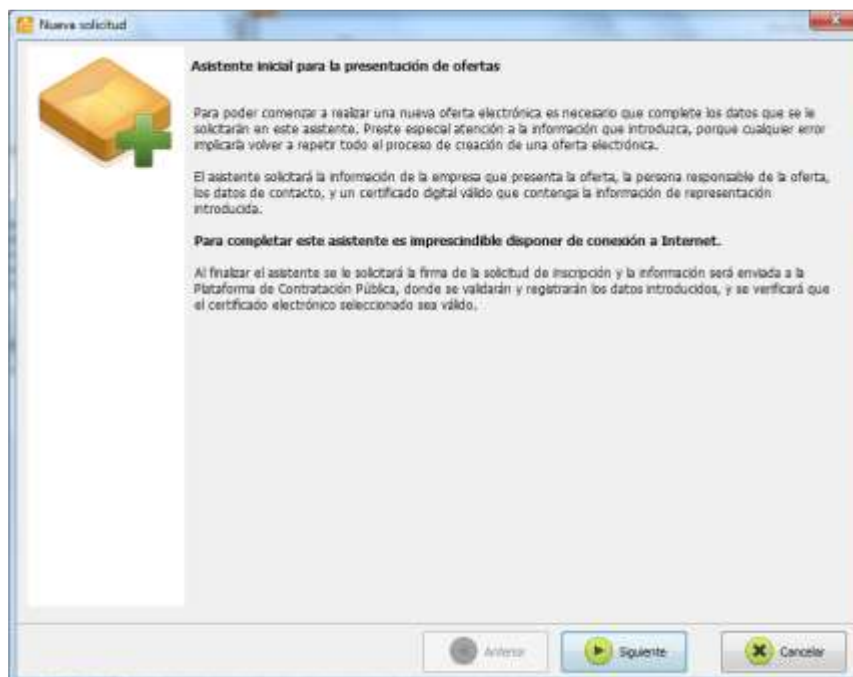 Nueva solicitud
Asistente inicial para la presentación de ofertas
Para poder comenzar a realizar una nueva oferta electrónica es necesario que complete los datos que se le
solicitarán en este asistente. Preste especial atención a la información que introduzca, porque cualquier error
implicaría volver a repetir todo el proceso de creación de una oferta electrónica.
El asistente solicitará la información de la empresa que presenta la oferta, la persona responsable de la oferta,
los datos de contacto, y un certificado digital válido que contenga la información de representación
introducida.
Para completar este asistente es imprescindible disponer de conexión a Internet.
Al finalizar el asistente se le solicitará la firma de la solicitud de inscripción y la información será enviada a la
Plataforma de Contratación Pública, donde se validarán y registrarán los datos introducidos, y se verificará que
el certificado electrónico seleccionado sea válido.
Anterior
Siguiente
Cancelar